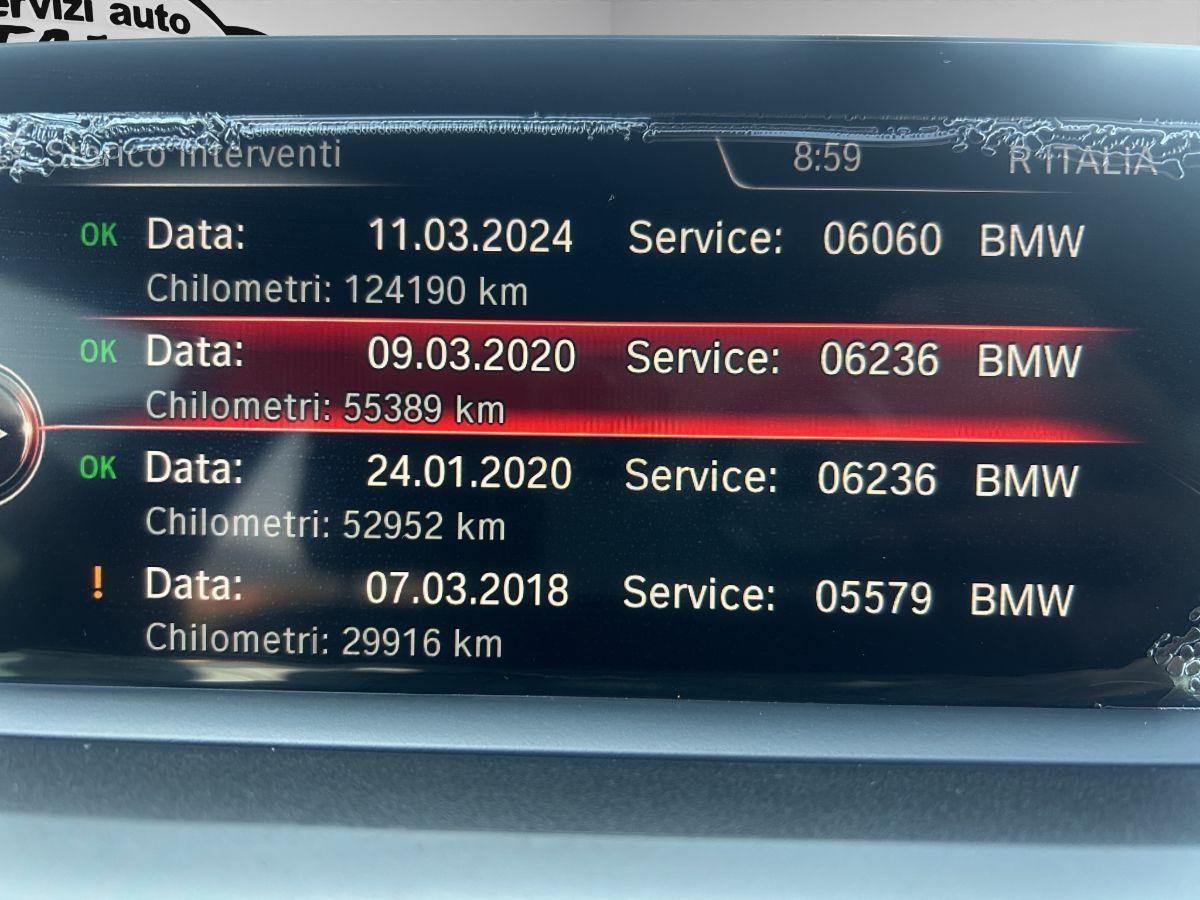 servizi auto
Storico interventi 8:59 R ITALIA
OK Data: 11.03.2024 Service: 06060 BMW
Chilometri: 124190 km
OK Data: 09.03.2020 Service: 06236 BMW
Chilometri: 55389 km
OK Data: 24.01.2020 Service: 06236 BMW
Chilometri: 52952 km
! Data: 07.03.2018 Service: 05579 BMW
Chilometri: 29916 km